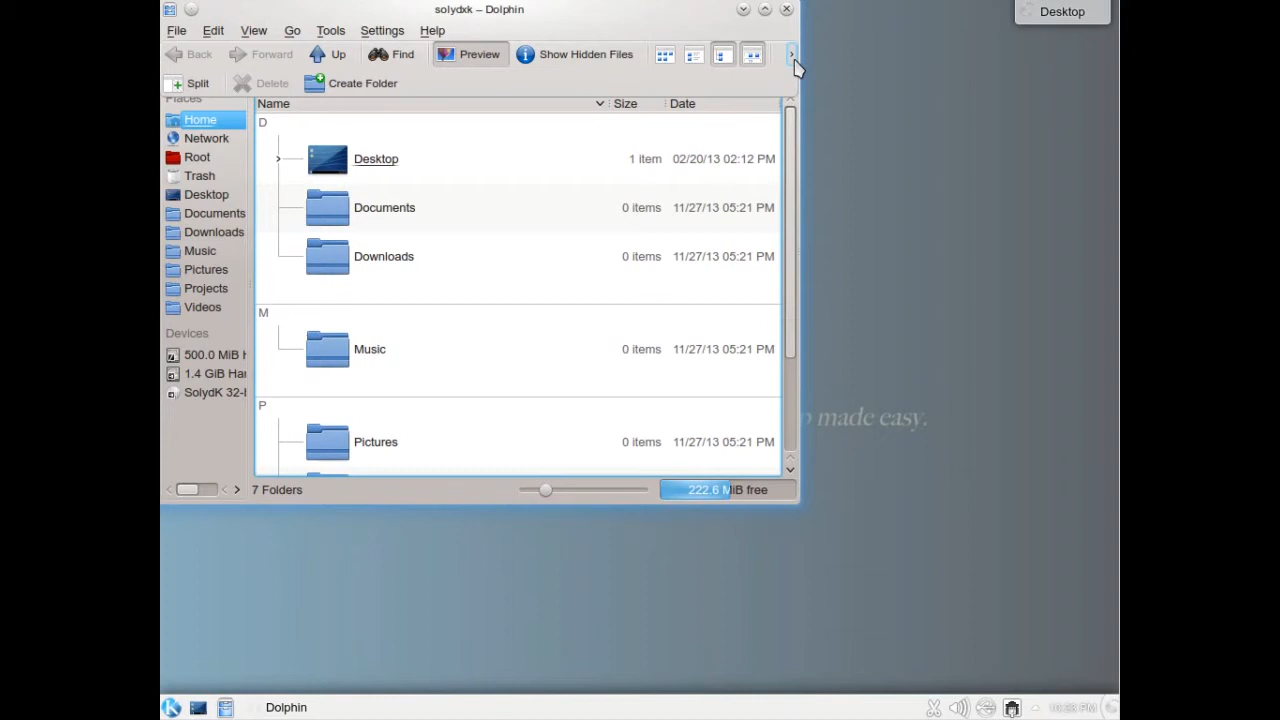 solydxk – Dolphin
Desktop
File Edit View Go Tools Settings Help
Back Forward Up Find Preview Show Hidden Files
Split Delete Create Folder
Places
Name Size Date
Home
Network
Root
Trash
Desktop
Documents
Downloads
Music
Pictures
Projects
Videos
Devices
500.0 MiB H
1.4 GiB Har
SolydK 32-
D
Desktop 1 item 02/20/13 02:12 PM
Documents 0 items 11/27/13 05:21 PM
Downloads 0 items 11/27/13 05:21 PM
M
Music 0 items 11/27/13 05:21 PM
P
Pictures 0 items 11/27/13 05:21 PM
7 Folders
222.6 MiB free
p made easy.
Dolphin
10:23 PM